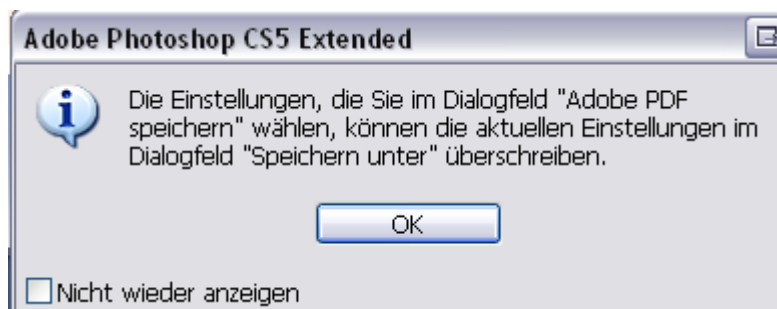 Adobe Photoshop CS5 Extended
Die Einstellungen, die Sie im Dialogfeld "Adobe PDF
speichern" wählen, können die aktuellen Einstellungen im
Dialogfeld "Speichern unter" überschreiben.
OK
Nicht wieder anzeigen